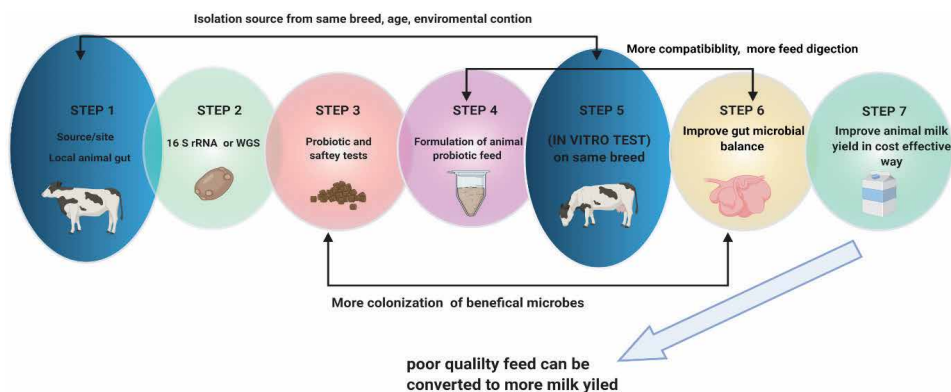 Isolation source from same breed, age, enviromental contion
More compatibiblity, more feed digection
STEP 1
Source/site
Local animal gut
STEP 2
16 S rRNA or WGS
STEP 3
Probiotic and
saftey tests
STEP 4
Formulation of animal
probiotic feed
STEP 5
(IN VITRO TEST)
on same breed
STEP 6
Improve gut microbial
balance
STEP 7
Improve animal milk
yield in cost effective
way
More colonization of benefical microbes
poor qualilty feed can be
converted to more milk yiled